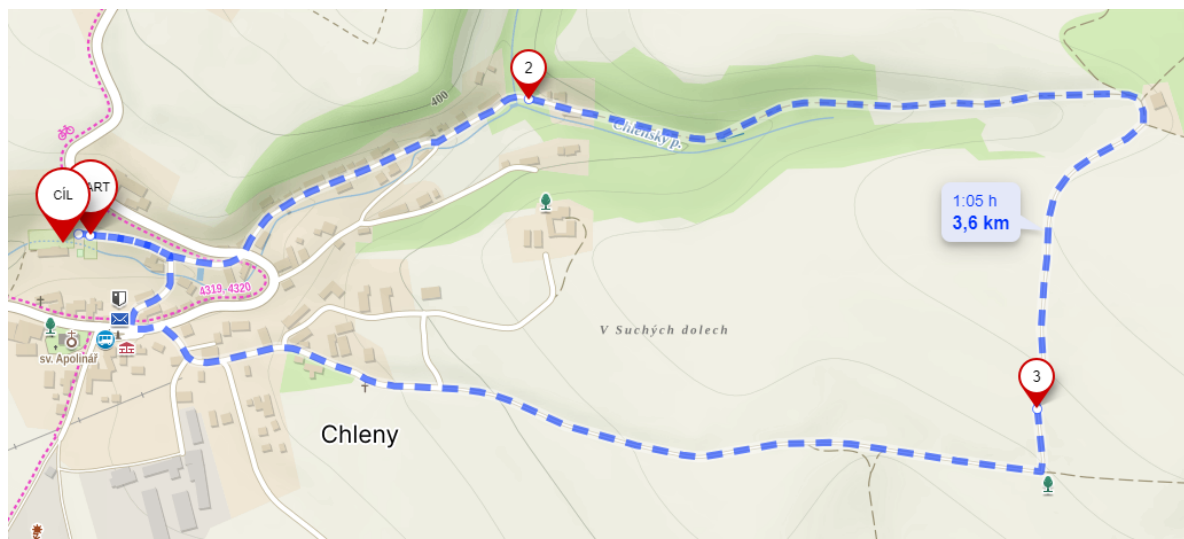 2
400
Chlenský p.
CÍL
ART
1:05 h
3,6 km
4319, 4320
V Suchých dolech
sv. Apolinář
3
Chleny